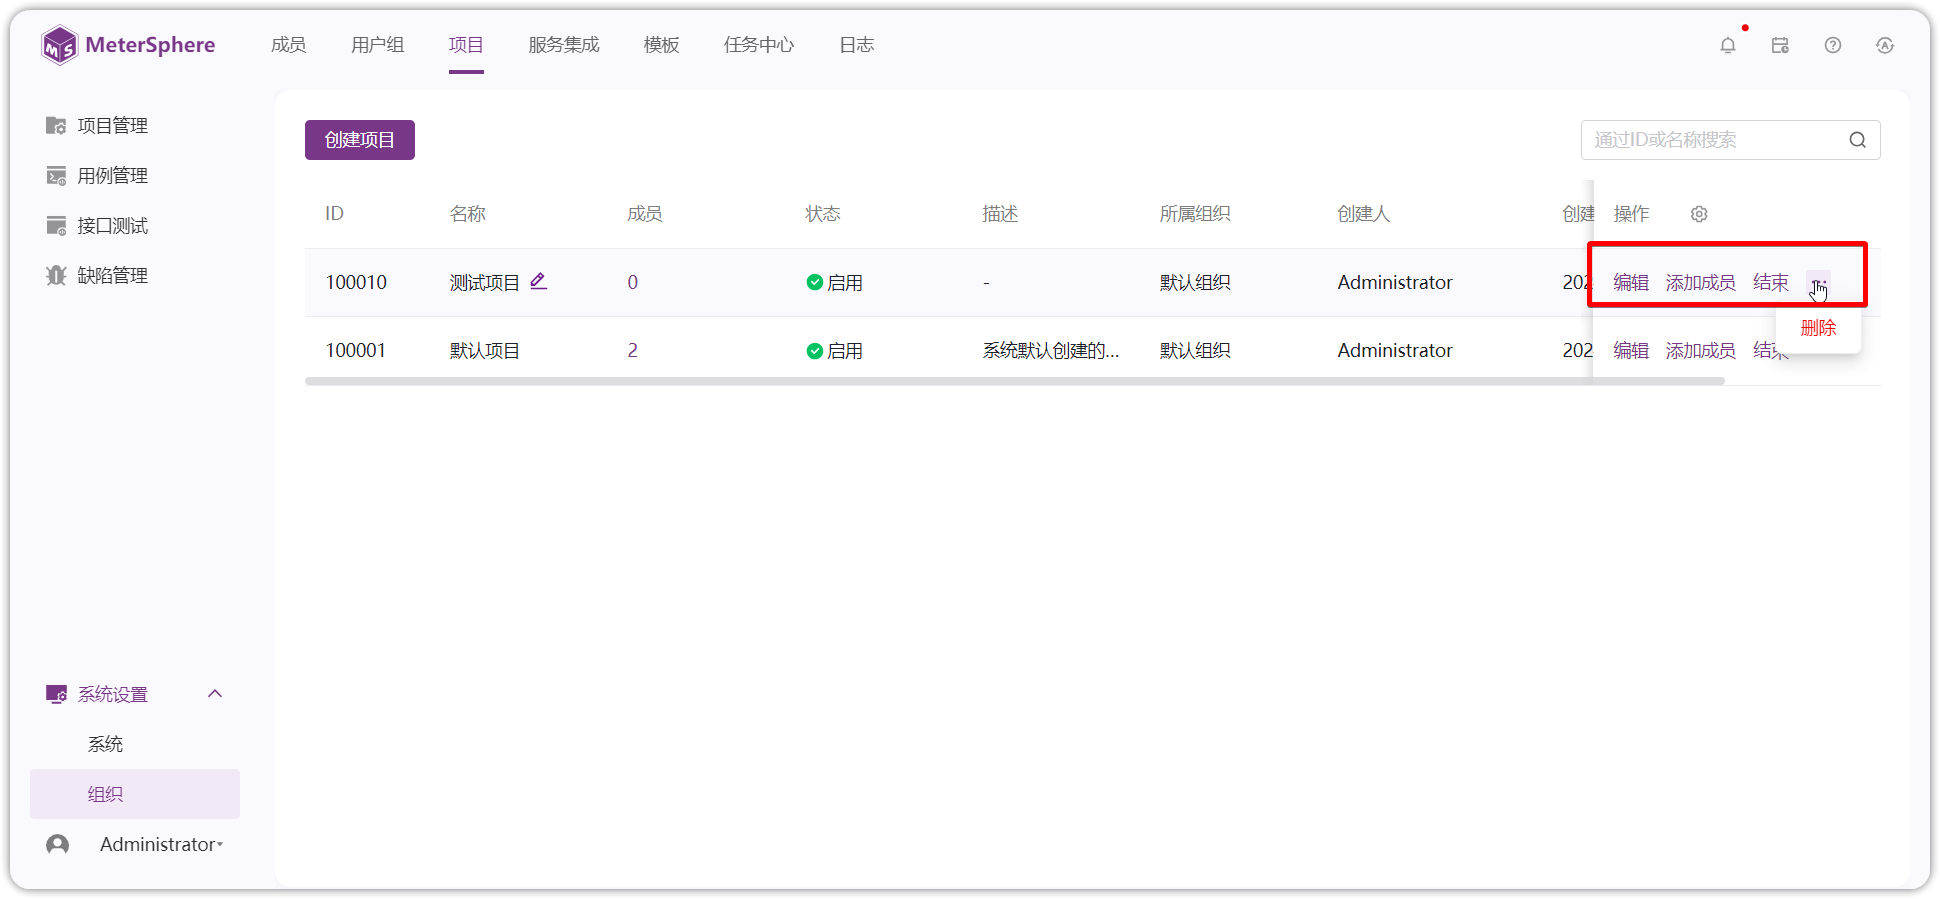 MeterSphere
成员 用户组 项目 服务集成 模板 任务中心 日志
项目管理
用例管理
接口测试
缺陷管理
创建项目
通过ID或名称搜索
ID 名称 成员 状态 描述 所属组织 创建人 创建 操作
100010 测试项目 0 启用 - 默认组织 Administrator 202 编辑 添加成员 结束
删除
100001 默认项目 2 启用 系统默认创建的... 默认组织 Administrator 202 编辑 添加成员 结束
系统设置
系统
组织
Administrator